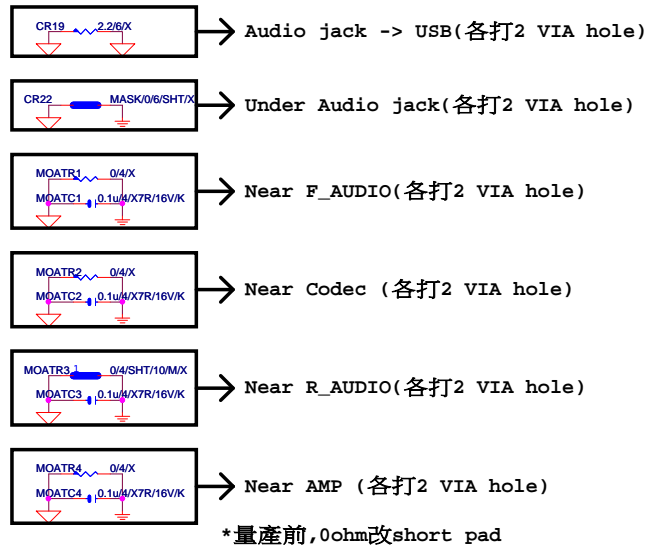 CR19 2.2/6/X
Audio jack -> USB(各打2 VIA hole)
CR22 MASK/0/6/SHT/X
Under Audio jack(各打2 VIA hole)
MOATR1 0/4/X
MOATC1 0.1u/4/X7R/16V/K
Near F_AUDIO(各打2 VIA hole)
MOATR2 0/4/X
MOATC2 0.1u/4/X7R/16V/K
Near Codec (各打2 VIA hole)
MOATR3 1 0/4/SHT/10/M/X
MOATC3 0.1u/4/X7R/16V/K
Near R_AUDIO(各打2 VIA hole)
MOATR4 0/4/X
MOATC4 0.1u/4/X7R/16V/K
Near AMP (各打2 VIA hole)
*量產前,0ohm改short pad